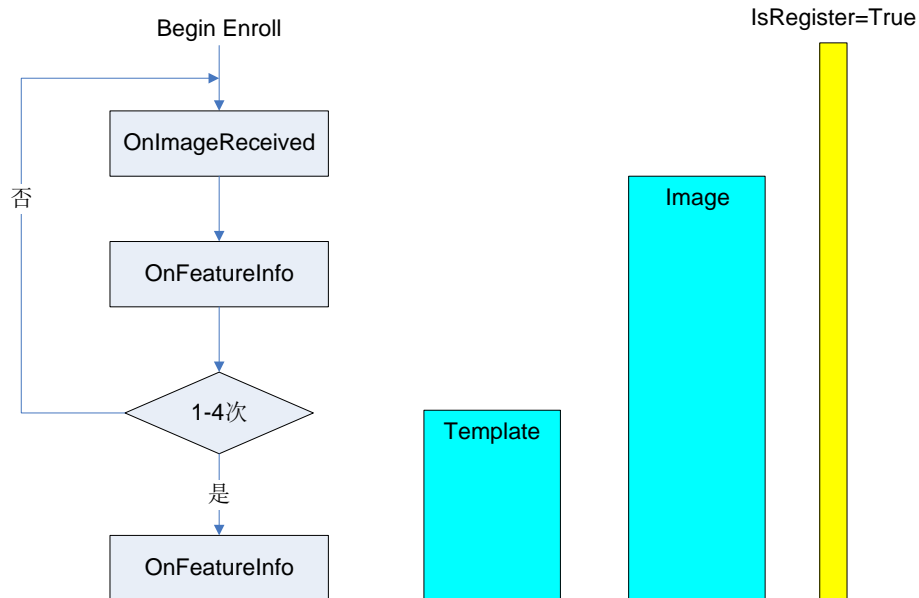 Begin Enroll
IsRegister=True
OnImageReceived
否
Image
OnFeatureInfo
1-4次
Template
是
OnFeatureInfo